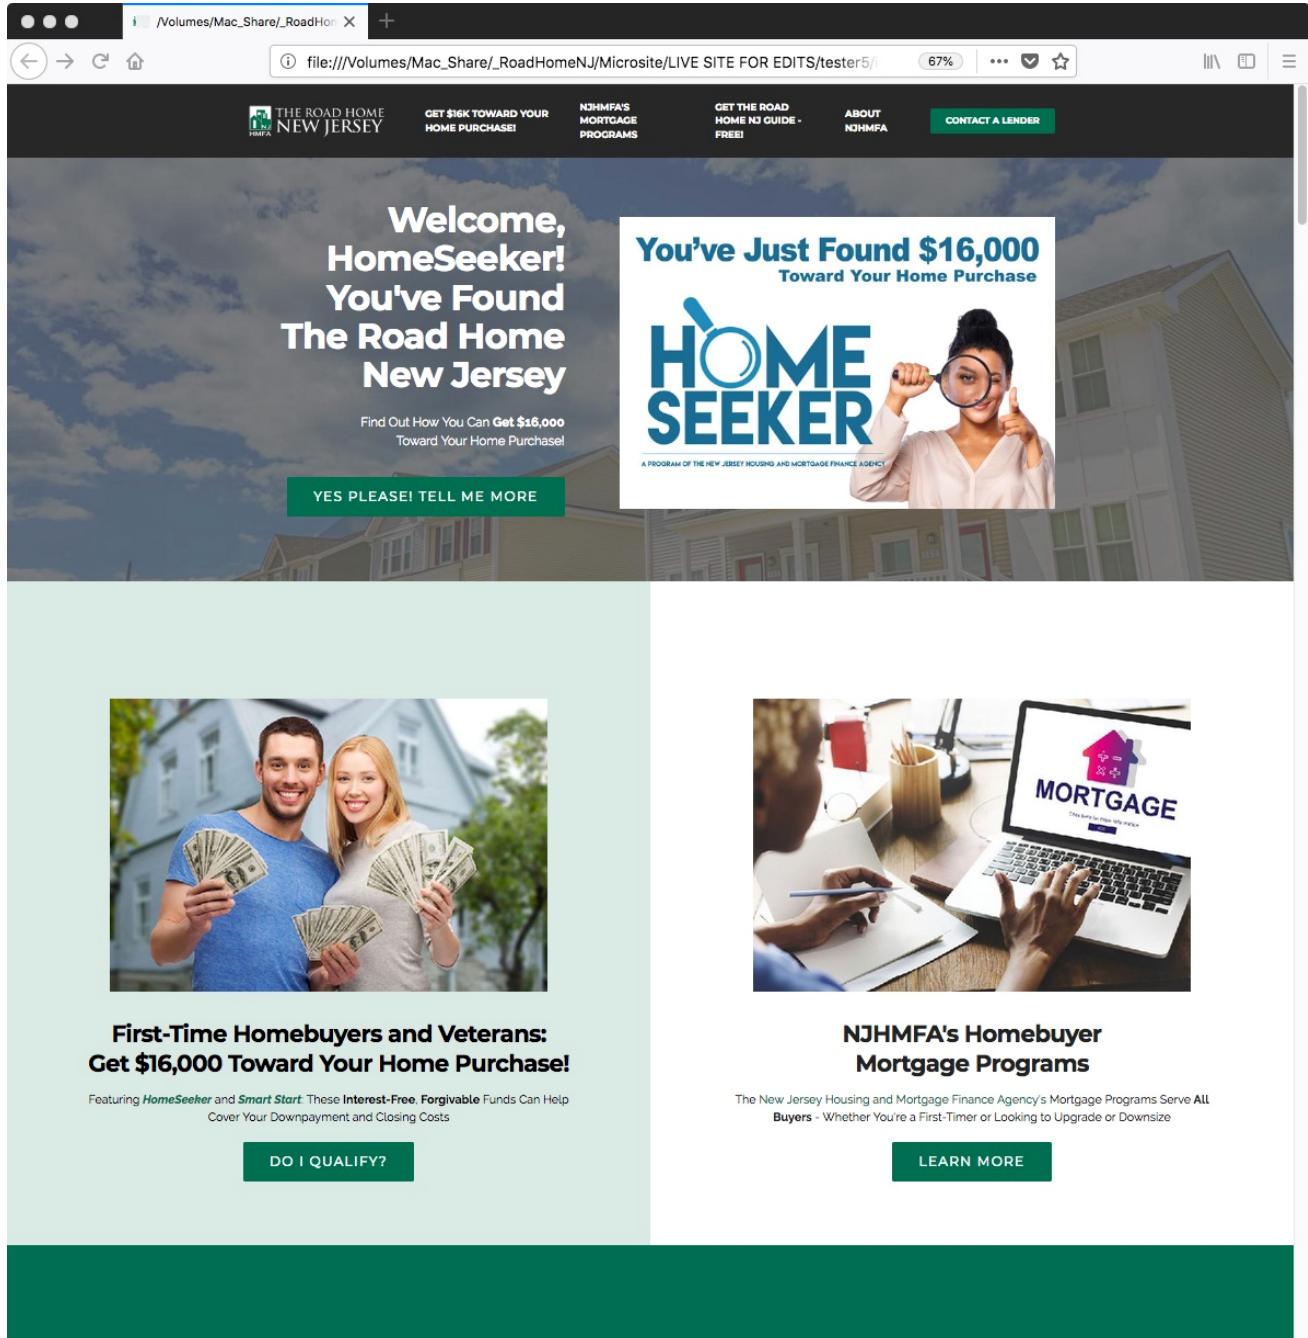 /Volumes/Mac_Share/_RoadHon
file:///Volumes/Mac_Share/_RoadHomeNJ/Microsite/LIVE SITE FOR EDITS/tester5/
67%
THE ROAD HOME
NEW JERSEY
HMFA
GET $16K TOWARD YOUR
HOME PURCHASE!
NJHMFA'S
MORTGAGE
PROGRAMS
GET THE ROAD
HOME NJ GUIDE -
FREE!
ABOUT
NJHMFA
CONTACT A LENDER
Welcome,
HomeSeeker!
You've Found
The Road Home
New Jersey
Find Out How You Can Get $16,000
Toward Your Home Purchase!
YES PLEASE! TELL ME MORE
You've Just Found $16,000
Toward Your Home Purchase
HOME
SEEKER
A PROGRAM OF THE NEW JERSEY HOUSING AND MORTGAGE FINANCE AGENCY
MORTGAGE
First-Time Homebuyers and Veterans:
Get $16,000 Toward Your Home Purchase!
Featuring HomeSeeker and Smart Start: These Interest-Free, Forgivable Funds Can Help
Cover Your Downpayment and Closing Costs
DO I QUALIFY?
NJHMFA's Homebuyer
Mortgage Programs
The New Jersey Housing and Mortgage Finance Agency's Mortgage Programs Serve All
Buyers - Whether You're a First-Timer or Looking to Upgrade or Downsize
LEARN MORE